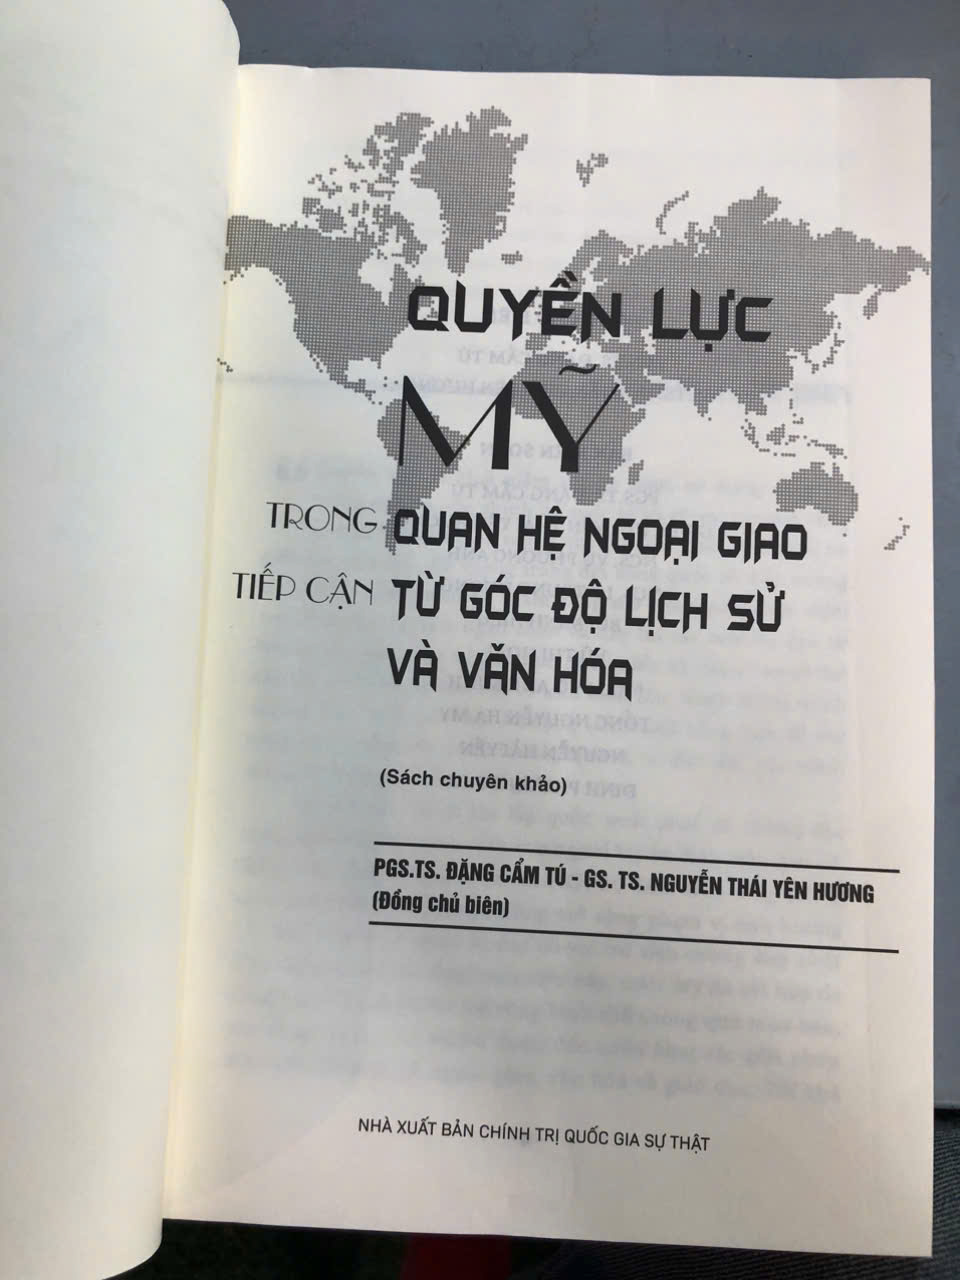 QUYỀN LỰC
MỸ
TRONG QUAN HỆ NGOẠI GIAO
TIẾP CẬN TỪ GÓC ĐỘ LỊCH SỬ
VÀ VĂN HÓA
(Sách chuyên khảo)
PGS.TS. ĐẶNG CẨM TÚ - GS. TS. NGUYỄN THÁI YÊN HƯƠNG
(Đồng chủ biên)
NHÀ XUẤT BẢN CHÍNH TRỊ QUỐC GIA SỰ THẬT